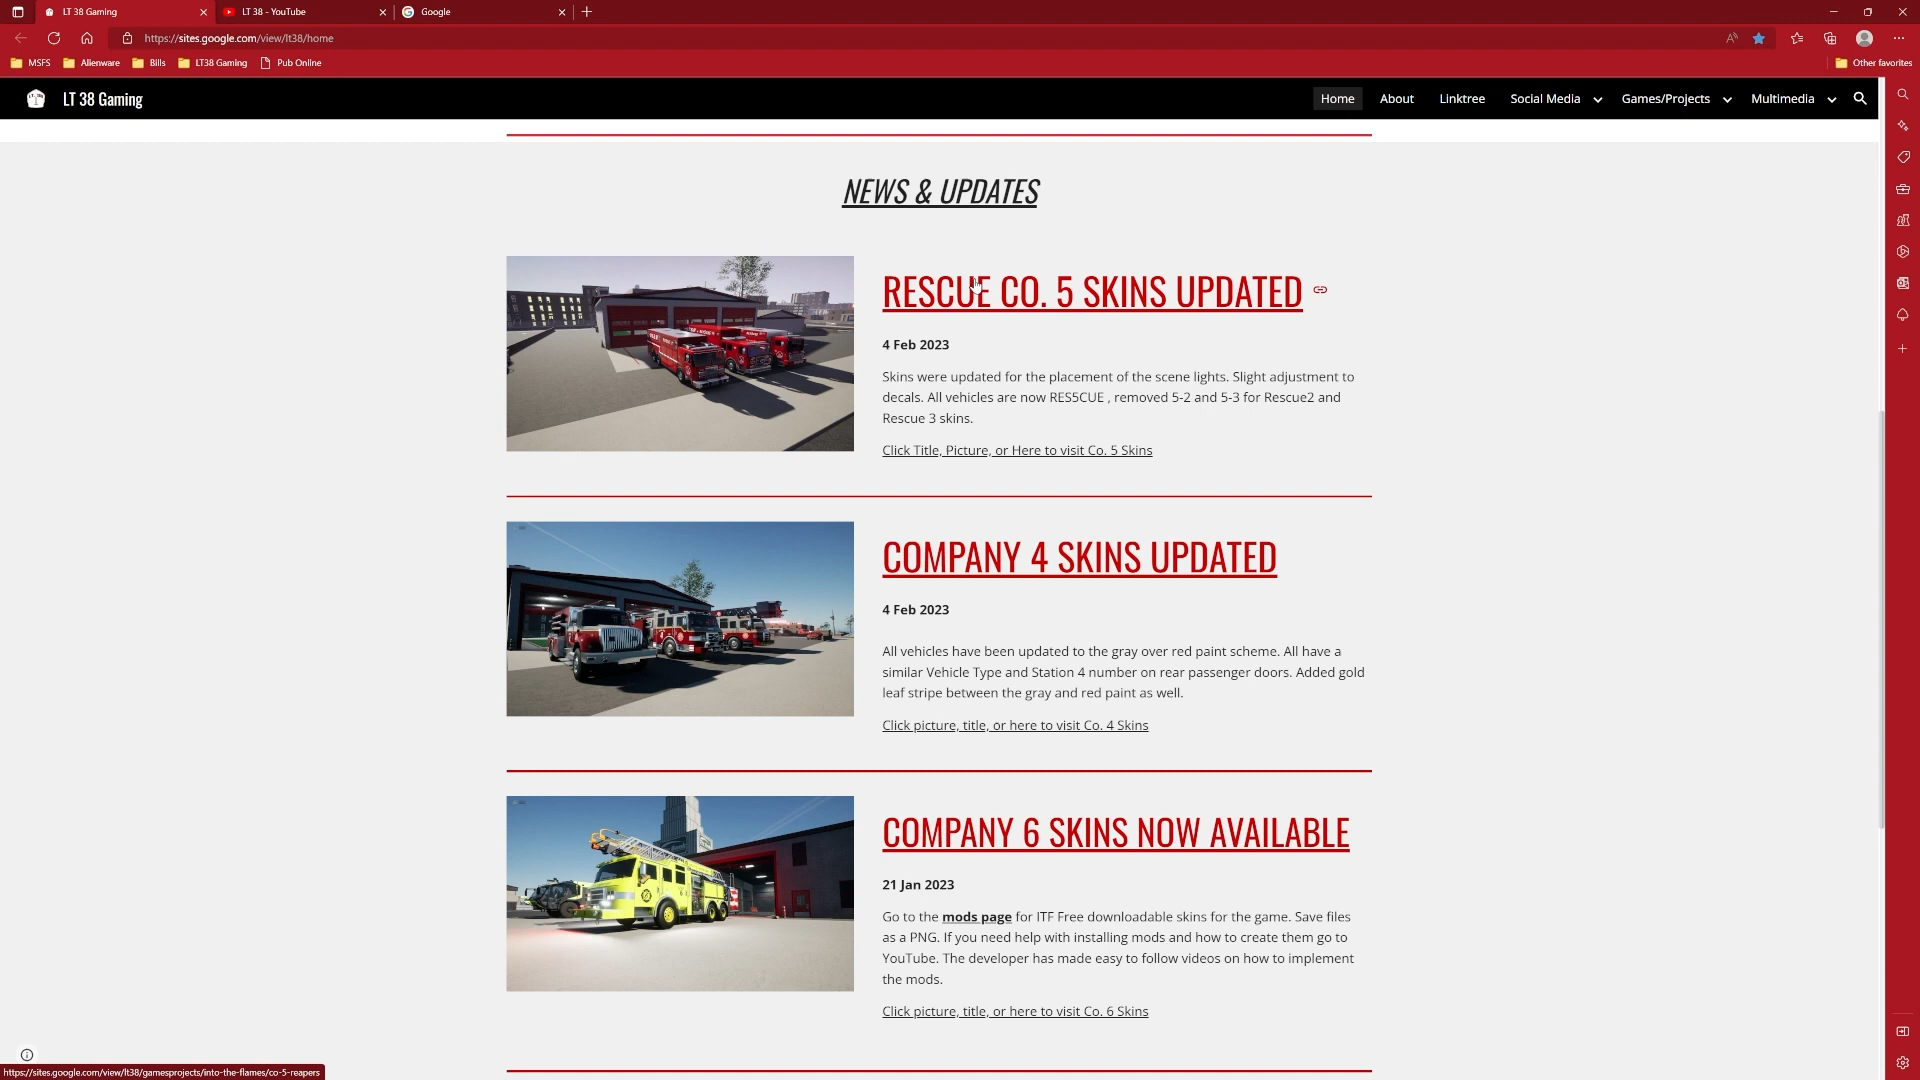 LT 38 Gaming
LT 38 - YouTube
Google
https://sites.google.com/view/lt38/home
MSFS
Alienware
Bills
LT38 Gaming
Pub Online
Other favorites
LT 38 Gaming
Home
About
Linktree
Social Media
Games/Projects
Multimedia
NEWS & UPDATES
RESCUE CO. 5 SKINS UPDATED
4 Feb 2023
Skins were updated for the placement of the scene lights. Slight adjustment to
decals. All vehicles are now RES5CUE , removed 5-2 and 5-3 for Rescue2 and
Rescue 3 skins.
Click Title, Picture, or Here to visit Co. 5 Skins
COMPANY 4 SKINS UPDATED
4 Feb 2023
All vehicles have been updated to the gray over red paint scheme. All have a
similar Vehicle Type and Station 4 number on rear passenger doors. Added gold
leaf stripe between the gray and red paint as well.
Click picture, title, or here to visit Co. 4 Skins
COMPANY 6 SKINS NOW AVAILABLE
21 Jan 2023
Go to the mods page for ITF Free downloadable skins for the game. Save files
as a PNG. If you need help with installing mods and how to create them go to
YouTube. The developer has made easy to follow videos on how to implement
the mods.
Click picture, title, or here to visit Co. 6 Skins
https://sites.google.com/view/lt38/gamesprojects/into-the-flames/co-5-reapers